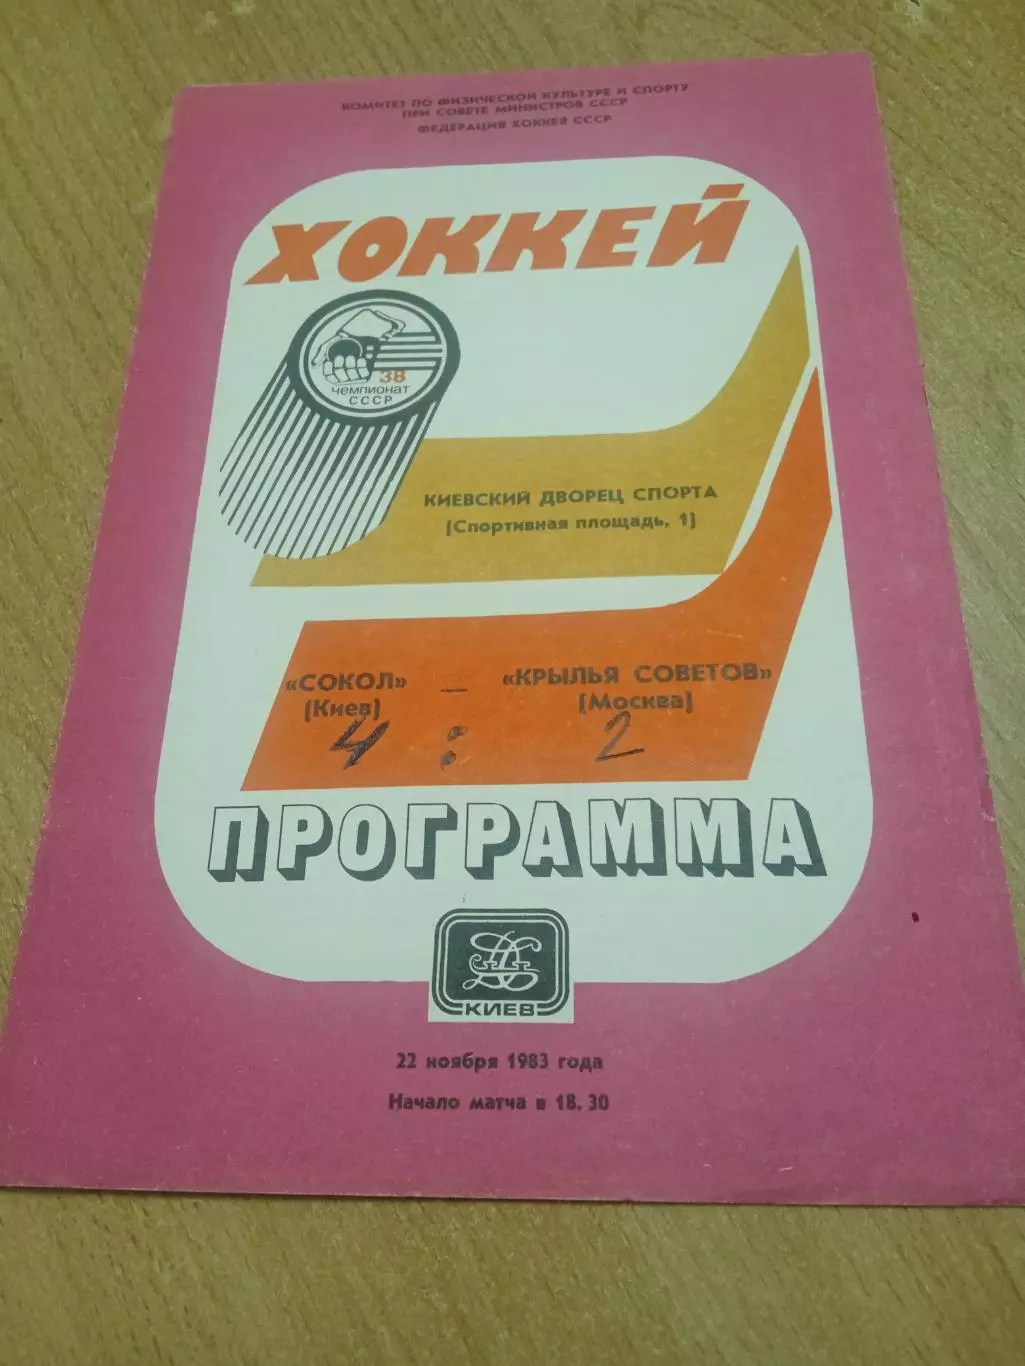 КОМИТЕТ ПО ФИЗИЧЕСКОЙ КУЛЬТУРЕ И СПОРТУ
ПРИ СОВЕТЕ МИНИСТРОВ СССР
ФЕДЕРАЦИЯ ХОККЕЯ СССР
ХОККЕЙ
38
чемпионат
СССР
КИЕВСКИЙ ДВОРЕЦ СПОРТА
(Спортивная площадь, 1)
«СОКОЛ» — «КРЫЛЬЯ СОВЕТОВ»
(Киев) (Москва)
4 : 2
ПРОГРАММА
КИЕВ
22 ноября 1983 года
Начало матча в 18.30